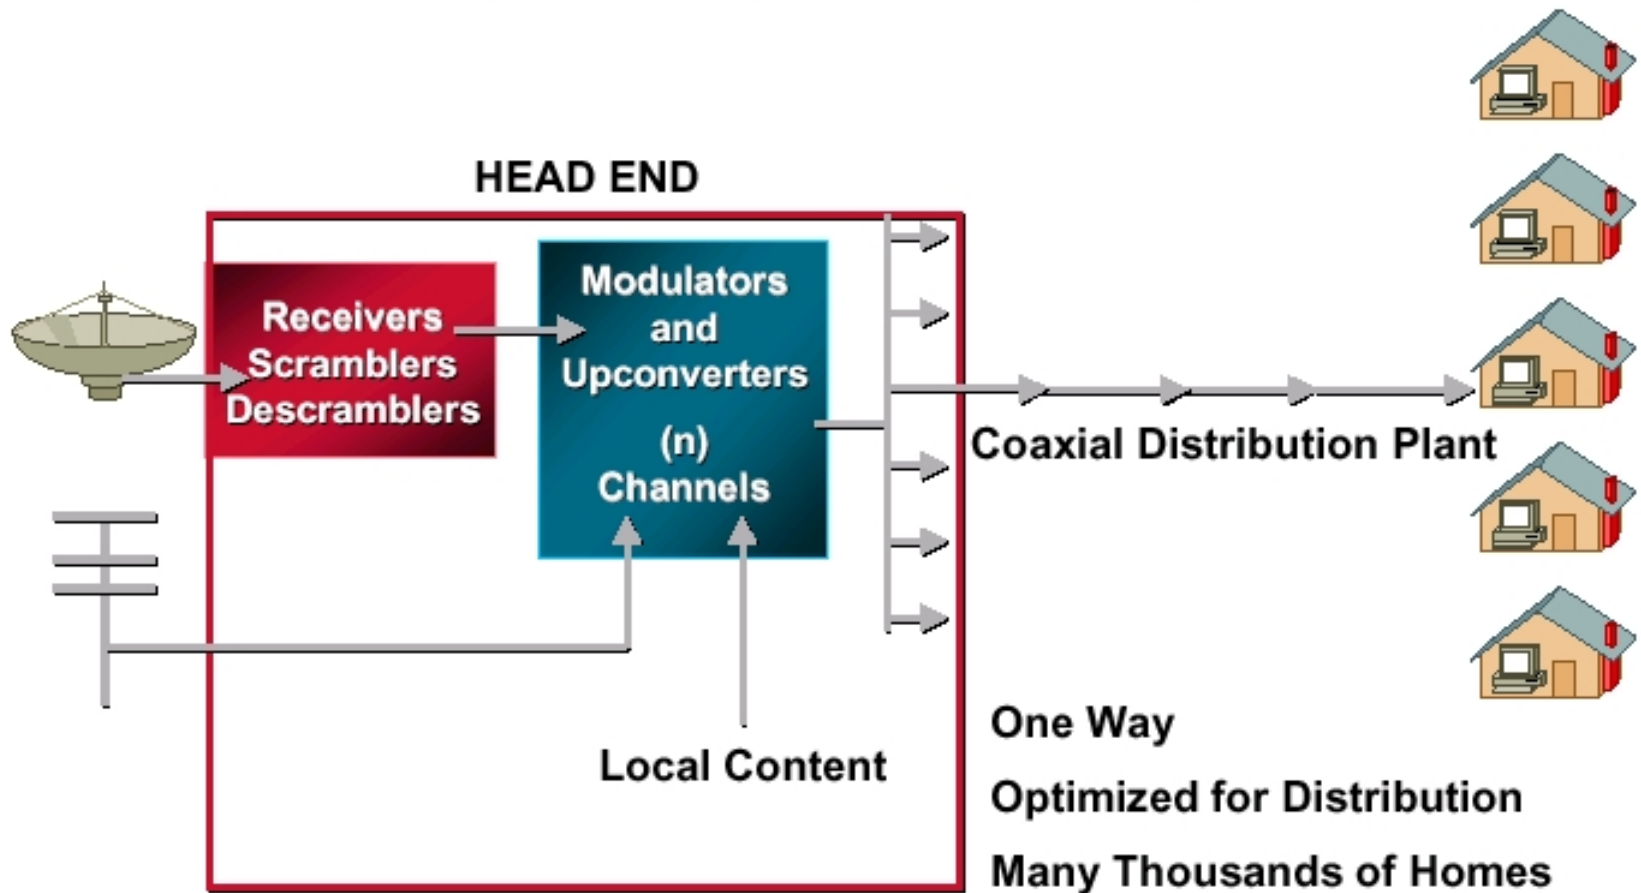 HEAD END
Receivers
Scramblers
Descramblers
Modulators
and
Upconverters
(n)
Channels
Coaxial Distribution Plant
Local Content
One Way
Optimized for Distribution
Many Thousands of Homes